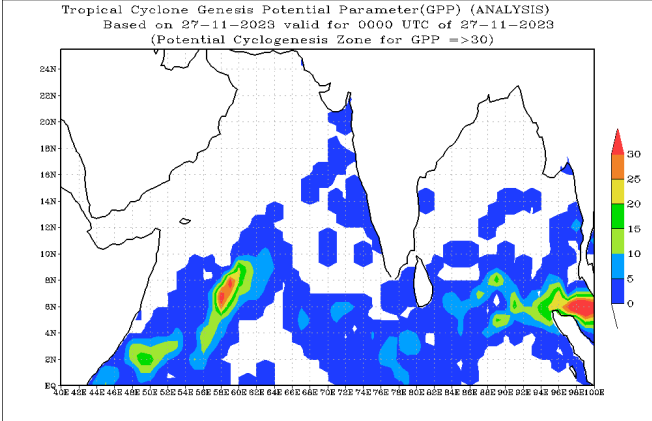 Tropical Cyclone Genesis Potential Parameter(GPP) (ANALYSIS)
Based on 27-11-2023 valid for 0000 UTC of 27-11-2023
(Potential Cyclogenesis Zone for GPP =>30)
24N
22N
20N
18N
16N
14N
12N
10N
8N
6N
4N
2N
EQ
40E 42E 44E 46E 48E 50E 52E 54E 56E 58E 60E 62E 64E 66E 68E 70E 72E 74E 76E 78E 80E 82E 84E 86E 88E 90E 92E 94E 96E 98E 100E
30
25
20
15
10
5
0